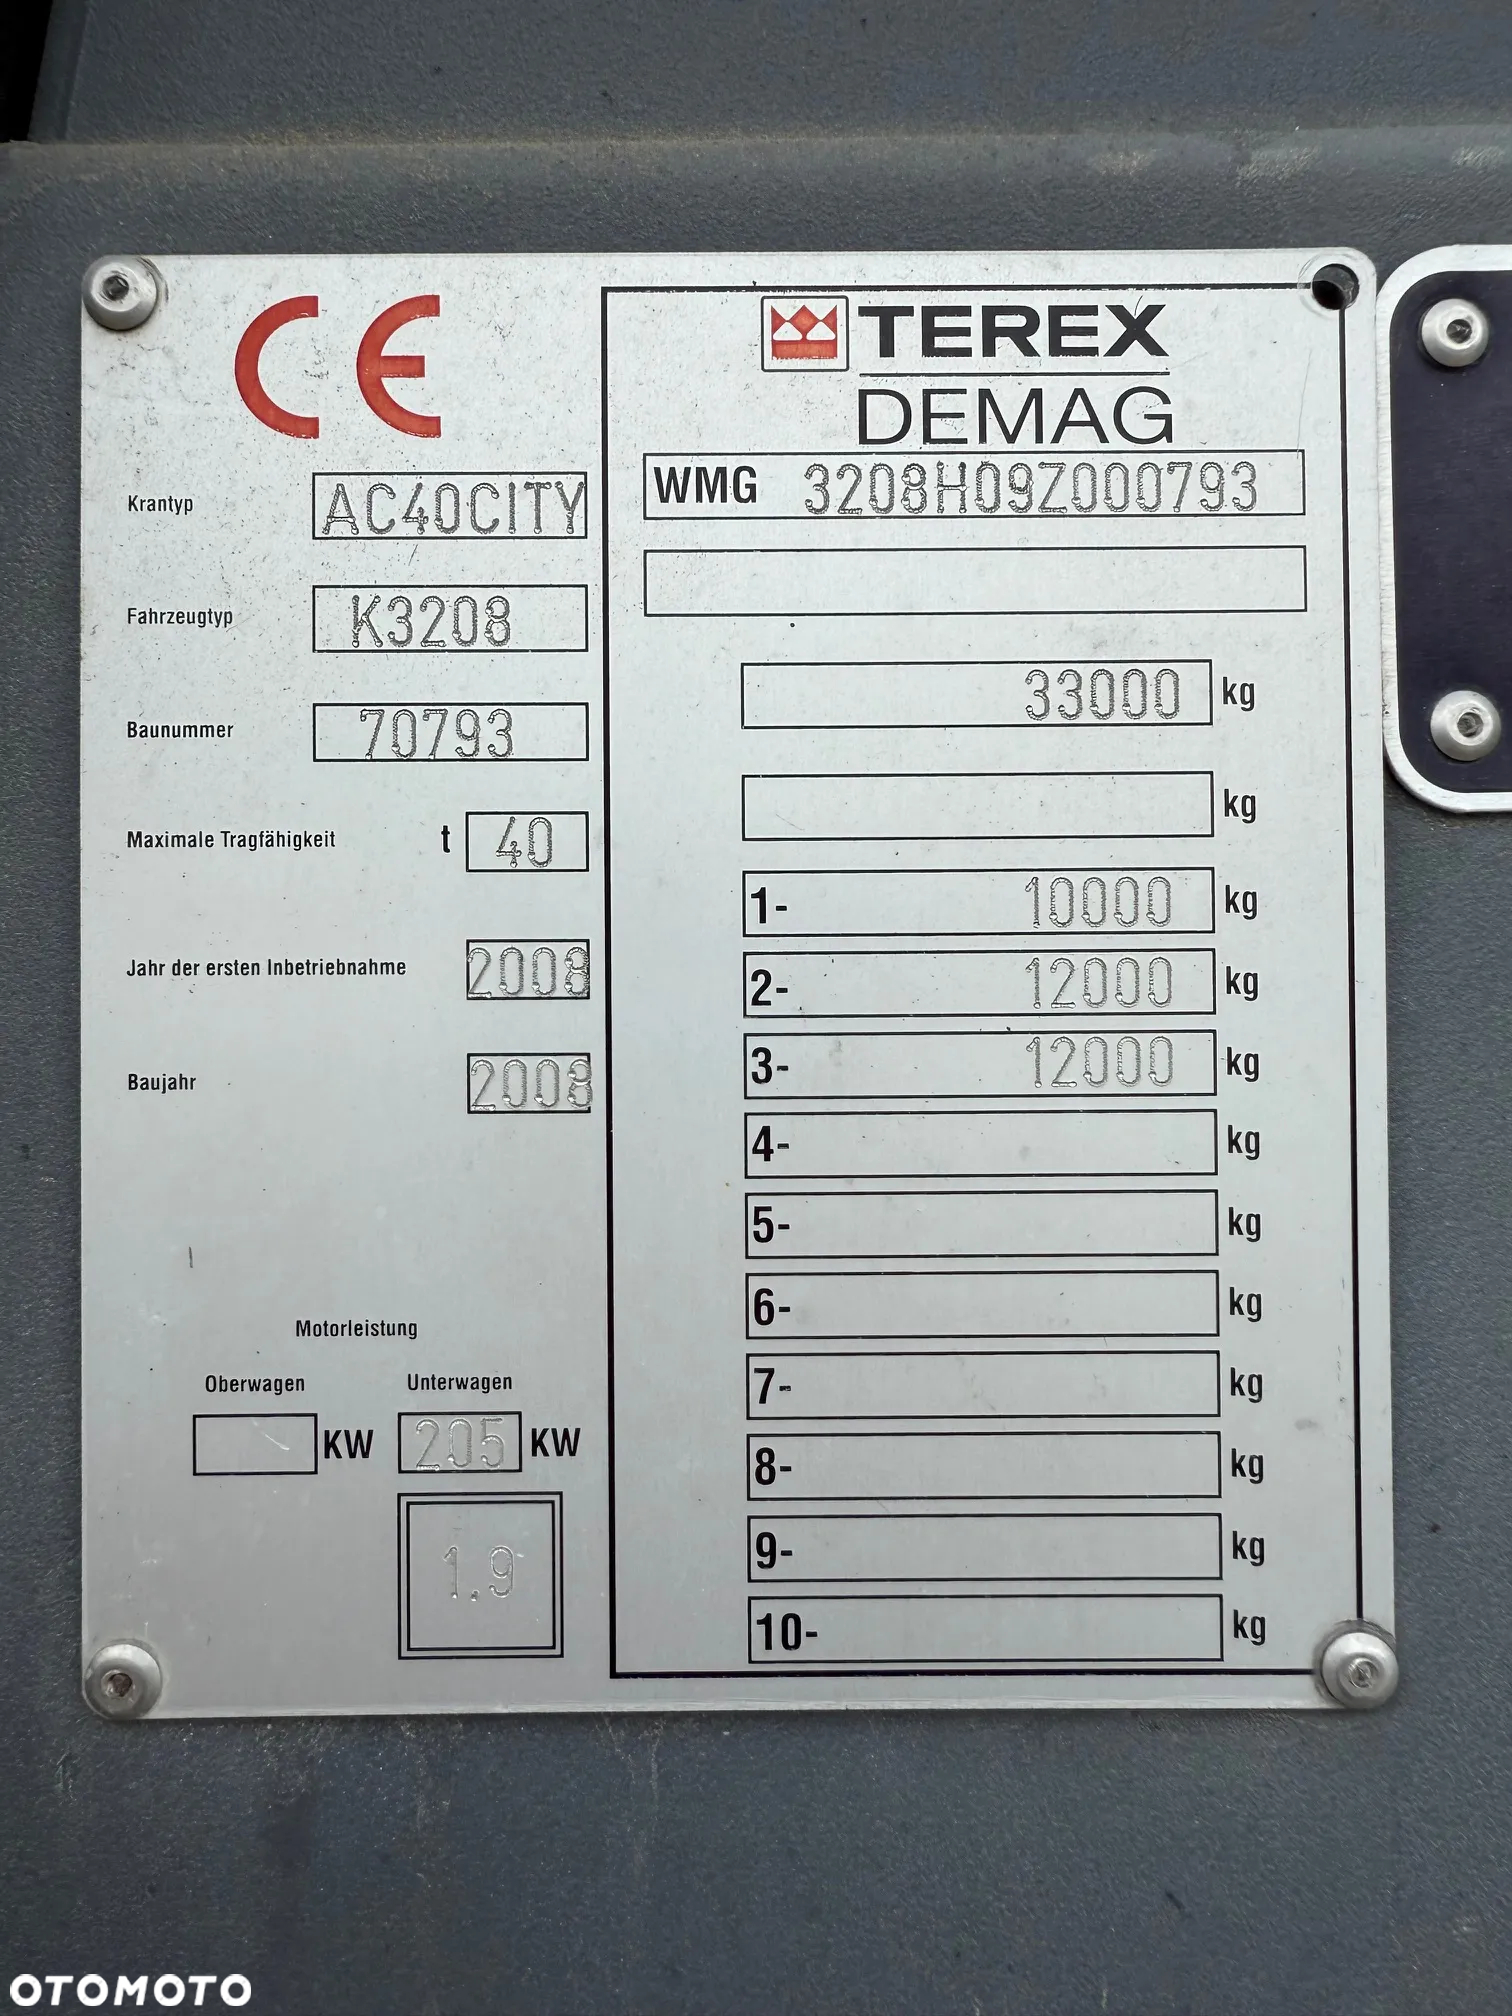 CE
TEREX
DEMAG
Krantyp AC40CITY
Fahrzeugtyp K3208
Baunummer 70793
Maximale Tragfähigkeit t 40
Jahr der ersten Inbetriebnahme 2008
Baujahr 2008
Motorleistung
Oberwagen Unterwagen
KW 205 KW
1.9
WMG 3208H09Z000793
33000 kg
kg
1- 10000 kg
2- 12000 kg
3- 12000 kg
4- kg
5- kg
6- kg
7- kg
8- kg
9- kg
10- kg
OTOMOTO